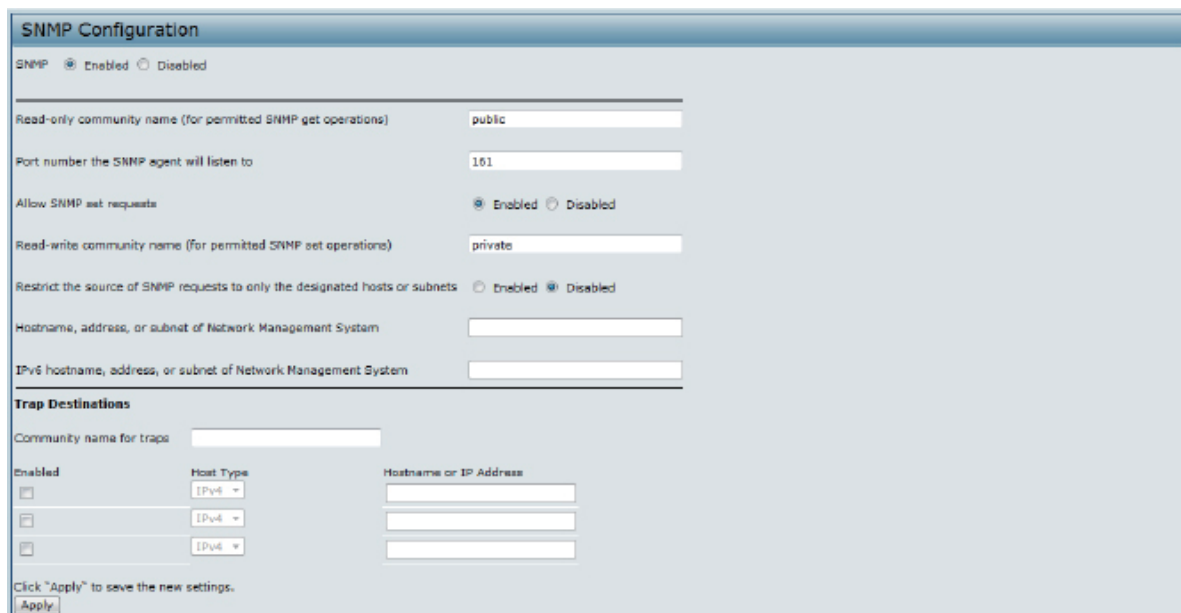 SNMP Configuration
SNMP Enabled Disabled
Read-only community name (for permitted SNMP get operations) public
Port number the SNMP agent will listen to 161
Allow SNMP set requests Enabled Disabled
Read-write community name (for permitted SNMP set operations) private
Restrict the source of SNMP requests to only the designated hosts or subnets Enabled Disabled
Hostname, address, or subnet of Network Management System
IPv6 hostname, address, or subnet of Network Management System
Trap Destinations
Community name for traps
Enabled Host Type Hostname or IP Address
IPv4
IPv4
IPv4
Click "Apply" to save the new settings.
Apply